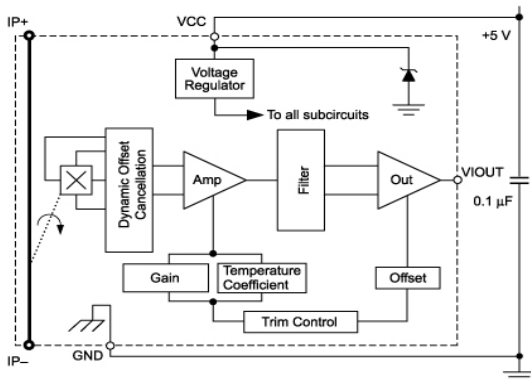 IP+
VCC
+5 V
Voltage
Regulator
To all subcircuits
Dynamic Offset
Cancellation
Amp
Filter
Out
VIOUT
0.1 µF
Gain
Temperature
Coefficient
Offset
Trim Control
GND
IP–